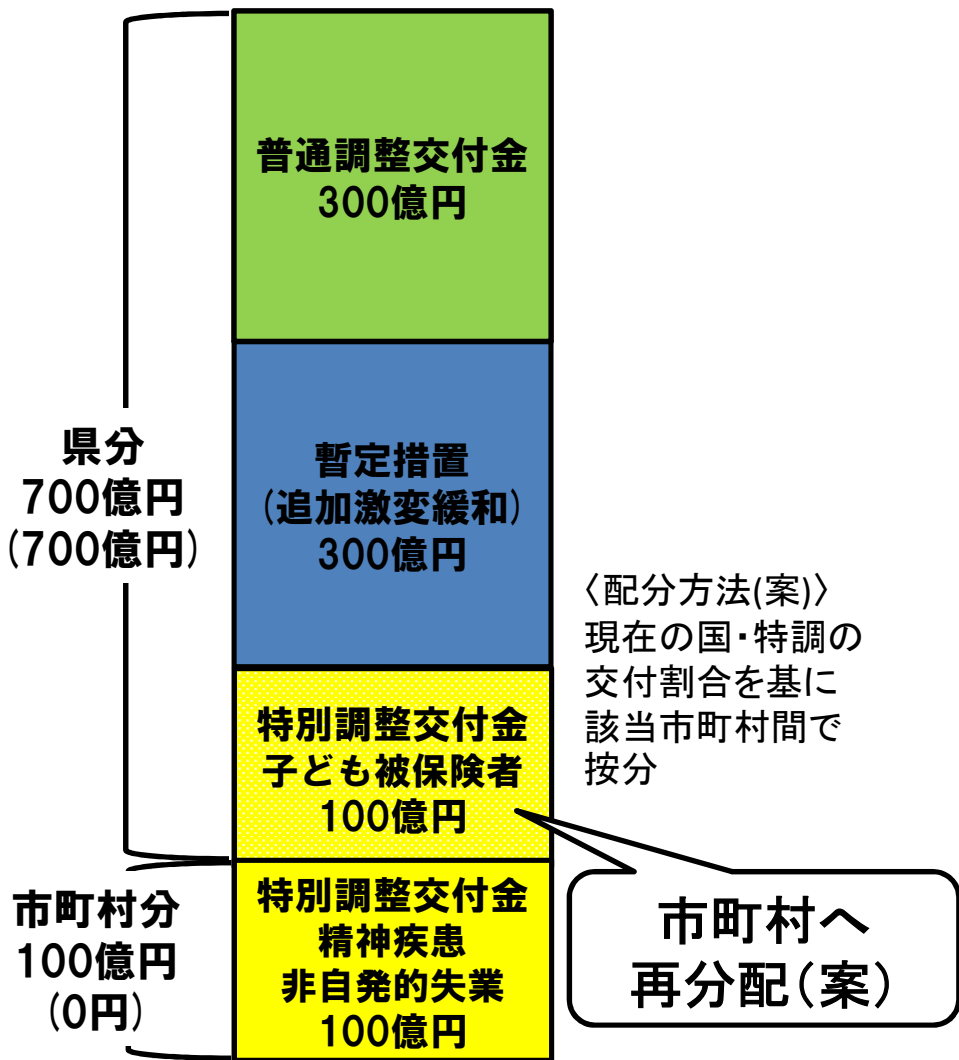 普通調整交付金
300億円
県分
700億円
(700億円)
暫定措置
(追加激変緩和)
300億円
〈配分方法(案)〉
現在の国・特調の
交付割合を基に
該当市町村間で
按分
特別調整交付金
子ども被保険者
100億円
市町村分
100億円
(0円)
特別調整交付金
精神疾患
非自発的失業
100億円
市町村へ
再分配(案)